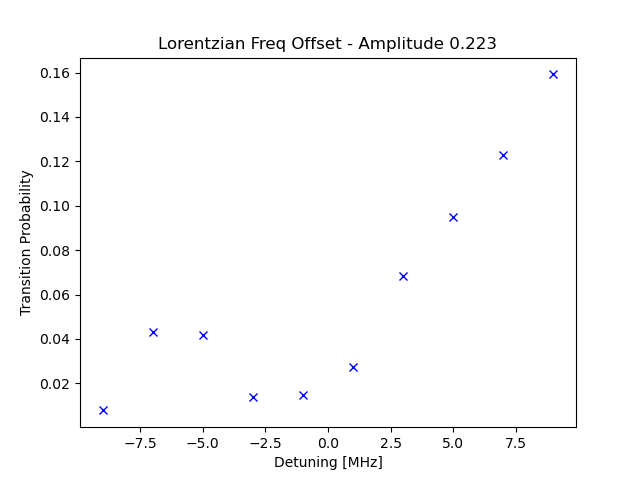 Lorentzian Freq Offset - Amplitude 0.223
0.16
0.14
0.12
0.10
0.08
0.06
0.04
0.02
Transition Probability
−7.5 −5.0 −2.5 0.0 2.5 5.0 7.5
Detuning [MHz]